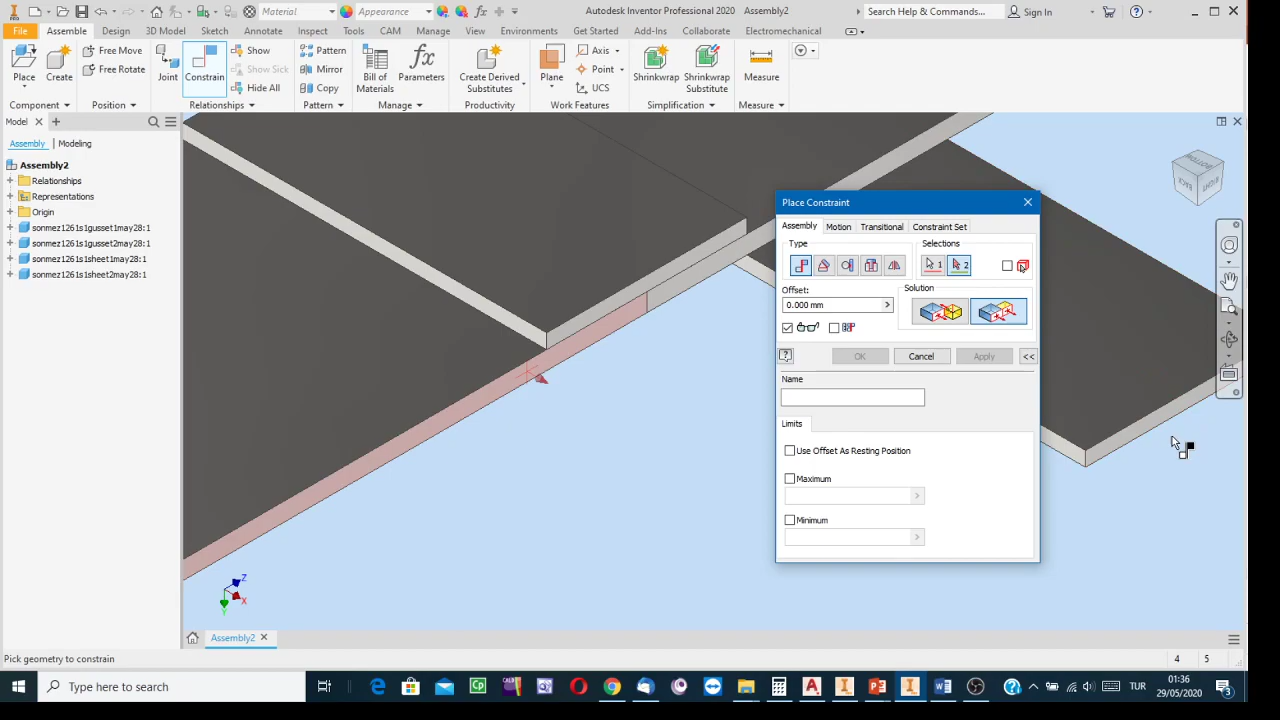 Material
Appearance
Autodesk Inventor Professional 2020 Assembly2
Search Help & Commands...
Sign In
File Assemble Design 3D Model Sketch Annotate Inspect Tools CAM Manage View Environments Get Started Add-Ins Collaborate Electromechanical
Free Move
Free Rotate
Show
Show Sick
Hide All
Pattern
Mirror
Copy
Axis
Point
UCS
Place
Create
Joint
Constrain
Bill of Materials
Parameters
Create Derived Substitutes
Plane
Shrinkwrap
Shrinkwrap Substitute
Measure
Component Position Relationships Pattern Manage Productivity Work Features Simplification Measure
Model
Assembly Modeling
Assembly2
Relationships
Representations
Origin
sonmez1261s1gusset1may28:1
sonmez1261s1gusset2may28:1
sonmez1261s1sheet1may28:1
sonmez1261s1sheet2may28:1
Place Constraint
Assembly Motion Transitional Constraint Set
Type
Selections
1
2
Offset:
0.000 mm
Solution
OK
Cancel
Apply
<<
Name
Limits
Use Offset As Resting Position
Maximum
Minimum
BOTTOM
Z
X
Y
Assembly2
Pick geometry to constrain
4 5
Type here to search
TUR
01:36
29/05/2020
3